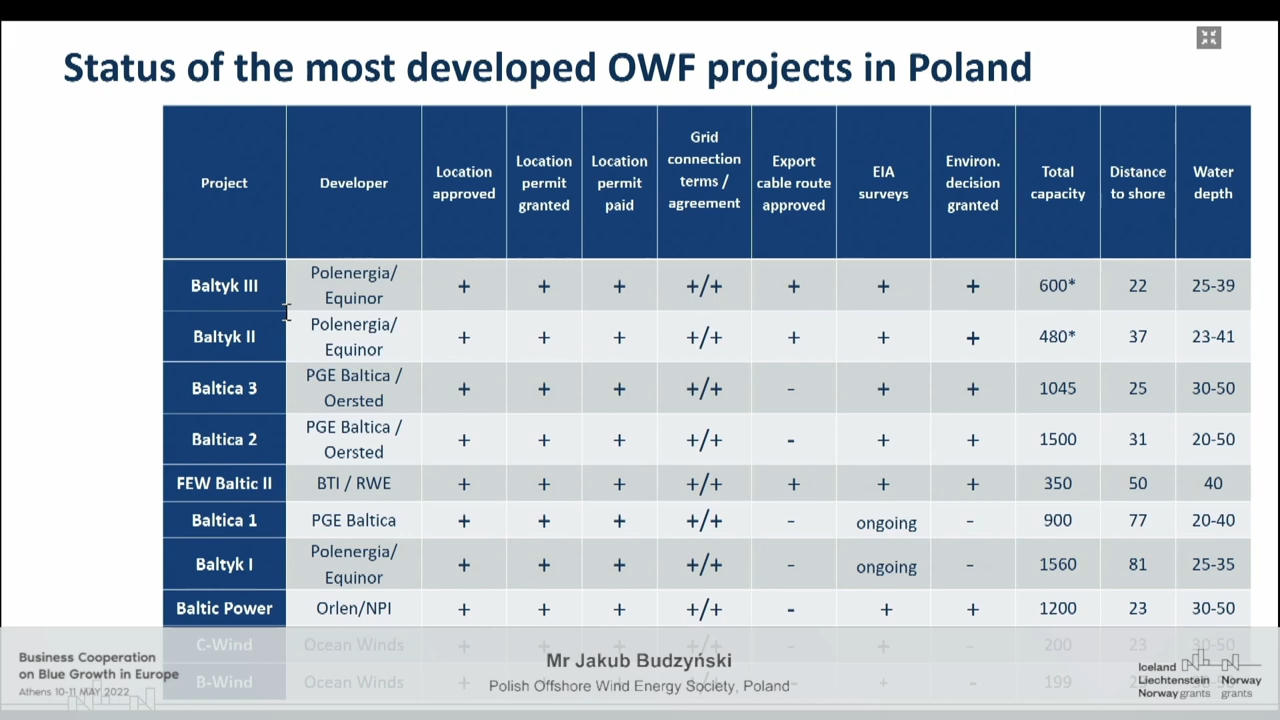 Status of the most developed OWF projects in Poland
Project Developer Location approved Location permit granted Location permit paid Grid connection terms / agreement Export cable route approved EIA surveys Environ. decision granted Total capacity Distance to shore Water depth
Baltyk III Polenergia/ Equinor + + + +/+ + + + 600* 22 25-39
Baltyk II Polenergia/ Equinor + + + +/+ + + + 480* 37 23-41
Baltica 3 PGE Baltica / Oersted + + + +/+ - + + 1045 25 30-50
Baltica 2 PGE Baltica / Oersted + + + +/+ - + + 1500 31 20-50
FEW Baltic II BTI / RWE + + + +/+ + + + 350 50 40
Baltica 1 PGE Baltica + + + +/+ - ongoing - 900 77 20-40
Baltyk I Polenergia/ Equinor + + + +/+ - ongoing - 1560 81 25-35
Baltic Power Orlen/NPI + + + +/+ - + + 1200 23 30-50
C-Wind Ocean Winds + + + +/+ - + - 200 23 30-50
B-Wind Ocean Winds + - + - 199
Business Cooperation
on Blue Growth in Europe
Athens 10-11 MAY 2022
Mr Jakub Budzyński
Polish Offshore Wind Energy Society, Poland
Iceland
Liechtenstein Norway
Norway grants grants